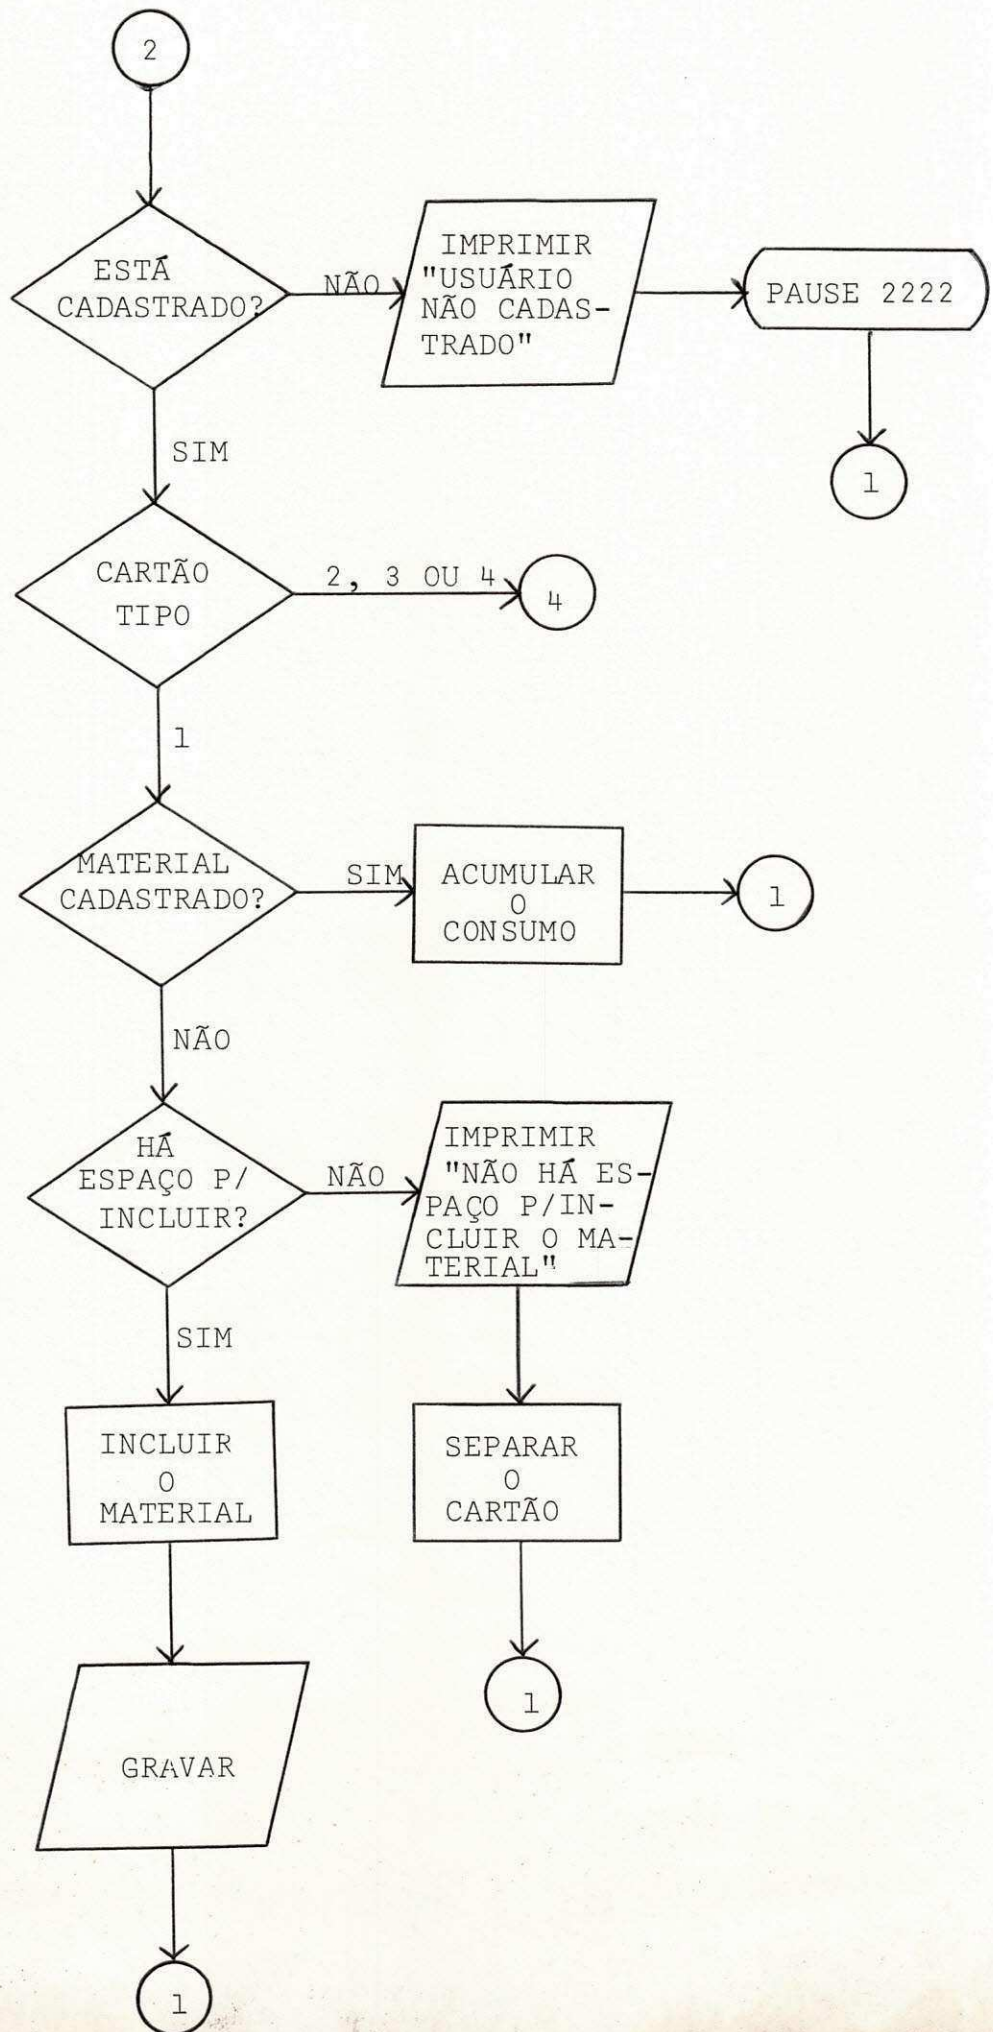 2
ESTÁ
CADASTRADO?
NÃO
IMPRIMIR
"USUÁRIO
NÃO CADAS-
TRADO"
PAUSE 2222
1
SIM
CARTÃO
TIPO
2, 3 OU 4
4
1
MATERIAL
CADASTRADO?
SIM
ACUMULAR
O
CONSUMO
1
NÃO
HÁ
ESPAÇO P/
INCLUIR?
NÃO
IMPRIMIR
"NÃO HÁ ES-
PAÇO P/IN-
CLUIR O MA-
TERIAL"
SIM
INCLUIR
O
MATERIAL
SEPARAR
O
CARTÃO
1
GRAVAR
1